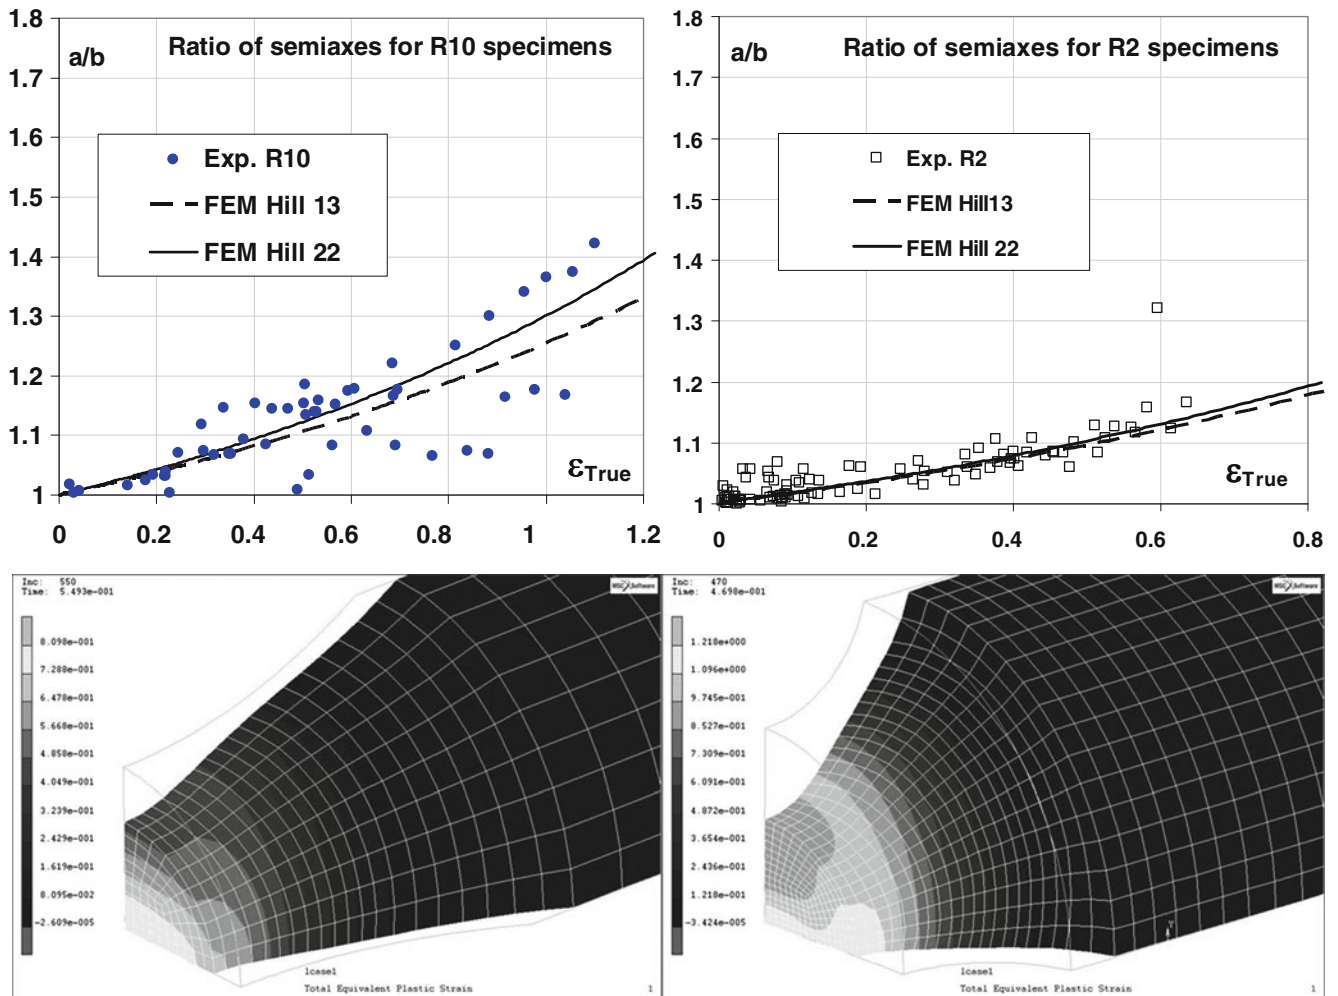 1.8
1.7
1.6
1.5
1.4
1.3
1.2
1.1
1
a/b
Ratio of semiaxes for R10 specimens
Exp. R10
FEM Hill 13
FEM Hill 22
εTrue
0 0.2 0.4 0.6 0.8 1 1.2
1.8
1.7
1.6
1.5
1.4
1.3
1.2
1.1
1
a/b
Ratio of semiaxes for R2 specimens
Exp. R2
FEM Hill13
FEM Hill 22
εTrue
0 0.2 0.4 0.6 0.8
Inc: 550
Time: 5.493e-001
MSC Software
8.098e-001
7.288e-001
6.478e-001
5.668e-001
4.858e-001
4.049e-001
3.239e-001
2.429e-001
1.619e-001
8.095e-002
-2.609e-005
lcase1
Total Equivalent Plastic Strain
1
Inc: 470
Time: 4.698e-001
MSC Software
1.218e+000
1.096e+000
9.745e-001
8.527e-001
7.309e-001
6.091e-001
4.872e-001
3.654e-001
2.436e-001
1.218e-001
-3.424e-005
Y
lcase1
Total Equivalent Plastic Strain
1